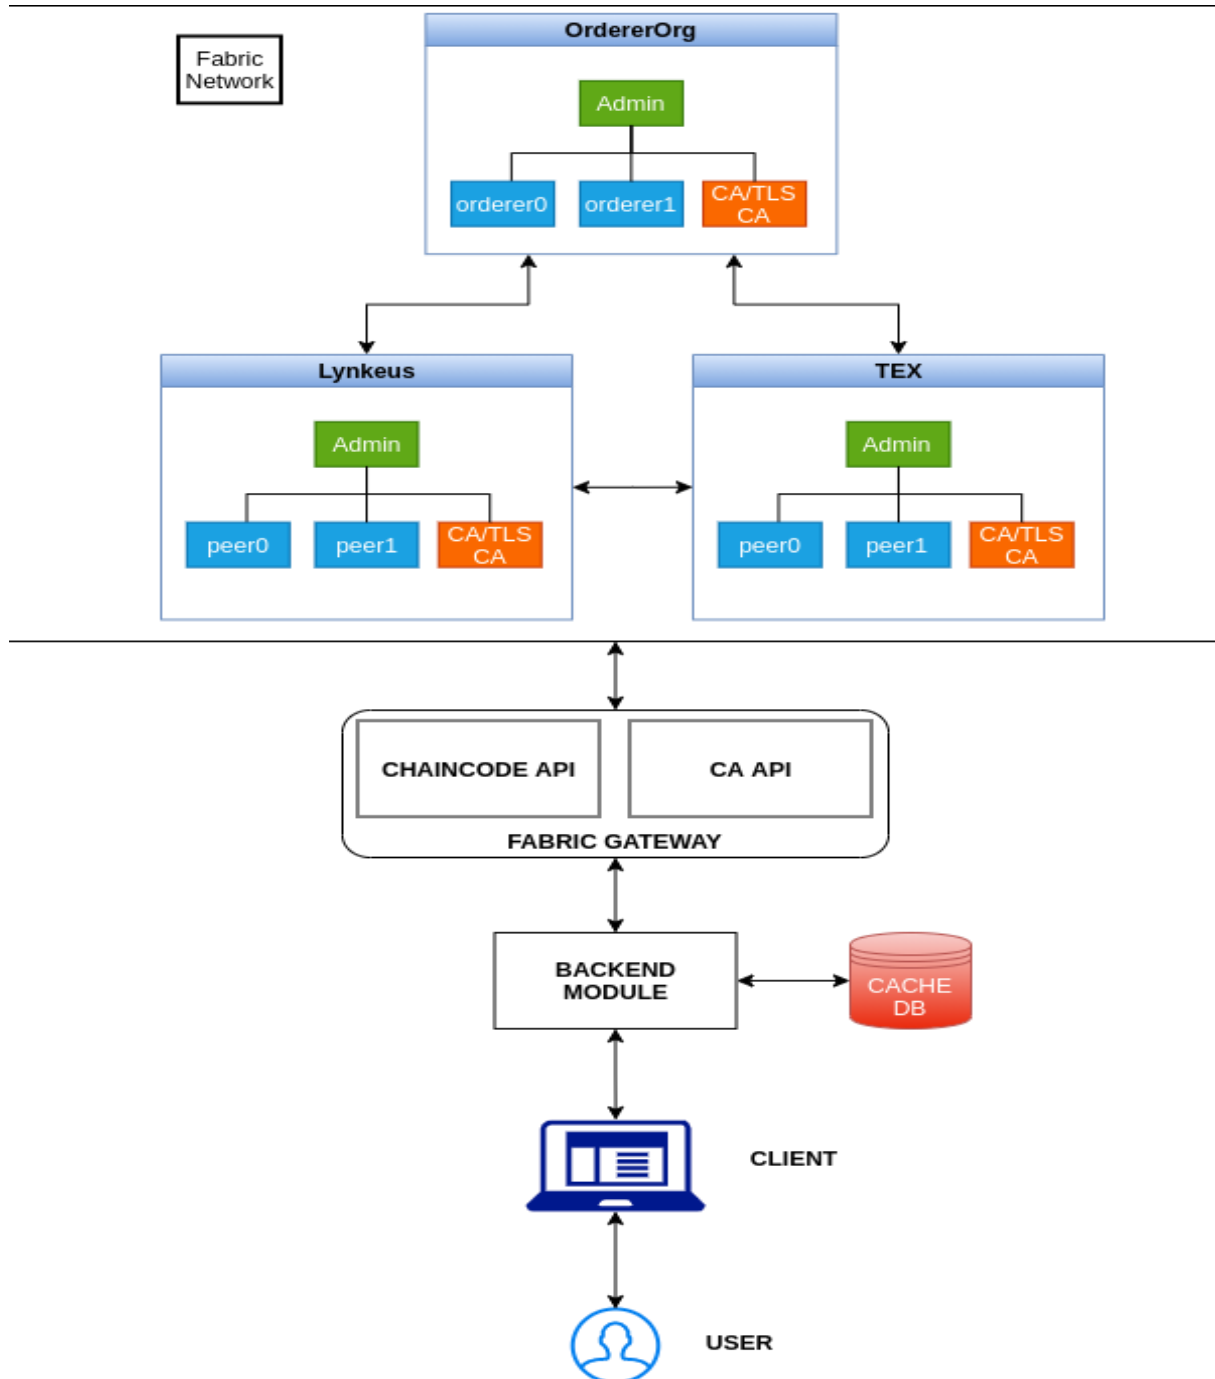 OrdererOrg
Fabric
Network
Admin
orderer0
orderer1
CA/TLS
CA
Lynkeus
Admin
peer0
peer1
CA/TLS
CA
TEX
Admin
peer0
peer1
CA/TLS
CA
CHAINCODE API
CA API
FABRIC GATEWAY
BACKEND
MODULE
CACHE
DB
CLIENT
USER